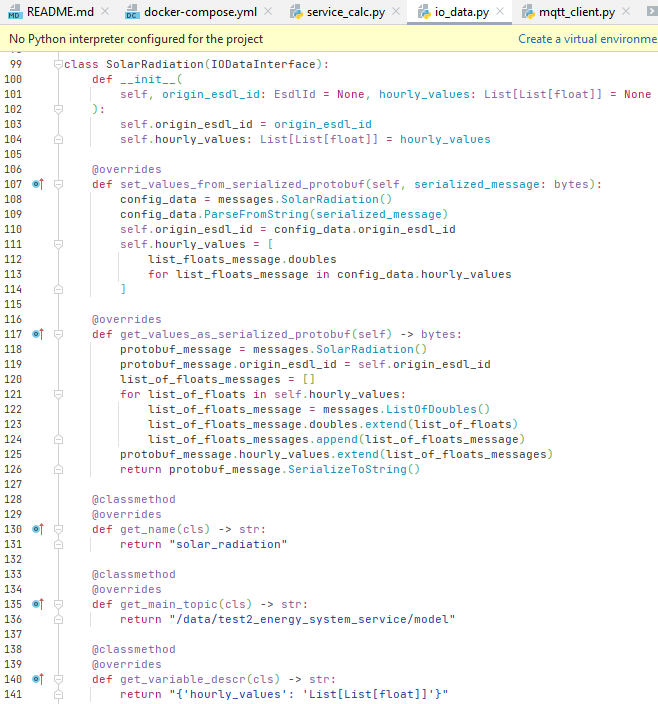 README.md docker-compose.yml service_calc.py io_data.py mqtt_client.py
No Python interpreter configured for the project Create a virtual environme
99 class SolarRadiation(IODataInterface):
100 def __init__(
101 self, origin_esdl_id: EsdlId = None, hourly_values: List[List[float]] = None
102 ):
103 self.origin_esdl_id = origin_esdl_id
104 self.hourly_values: List[List[float]] = hourly_values
105
106 @overrides
107 def set_values_from_serialized_protobuf(self, serialized_message: bytes):
108 config_data = messages.SolarRadiation()
109 config_data.ParseFromString(serialized_message)
110 self.origin_esdl_id = config_data.origin_esdl_id
111 self.hourly_values = [
112 list_floats_message.doubles
113 for list_floats_message in config_data.hourly_values
114 ]
115
116 @overrides
117 def get_values_as_serialized_protobuf(self) -> bytes:
118 protobuf_message = messages.SolarRadiation()
119 protobuf_message.origin_esdl_id = self.origin_esdl_id
120 list_of_floats_messages = []
121 for list_of_floats in self.hourly_values:
122 list_of_floats_message = messages.ListOfDoubles()
123 list_of_floats_message.doubles.extend(list_of_floats)
124 list_of_floats_messages.append(list_of_floats_message)
125 protobuf_message.hourly_values.extend(list_of_floats_messages)
126 return protobuf_message.SerializeToString()
127
128 @classmethod
129 @overrides
130 def get_name(cls) -> str:
131 return "solar_radiation"
132
133 @classmethod
134 @overrides
135 def get_main_topic(cls) -> str:
136 return "/data/test2_energy_system_service/model"
137
138 @classmethod
139 @overrides
140 def get_variable_descr(cls) -> str:
141 return "{'hourly_values': 'List[List[float]]'}"